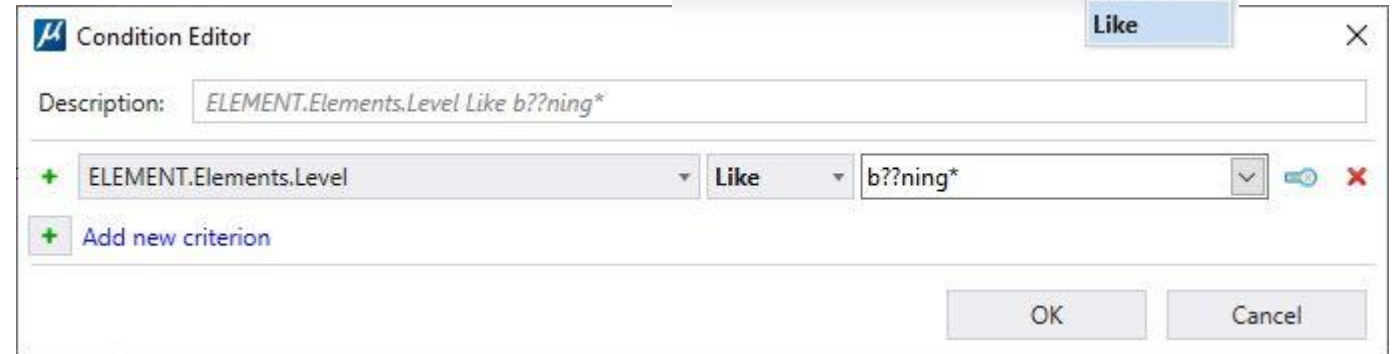 Like
Condition Editor
Description: ELEMENT.Elements.Level Like b??ning*
ELEMENT.Elements.Level Like b??ning*
Add new criterion
OK Cancel